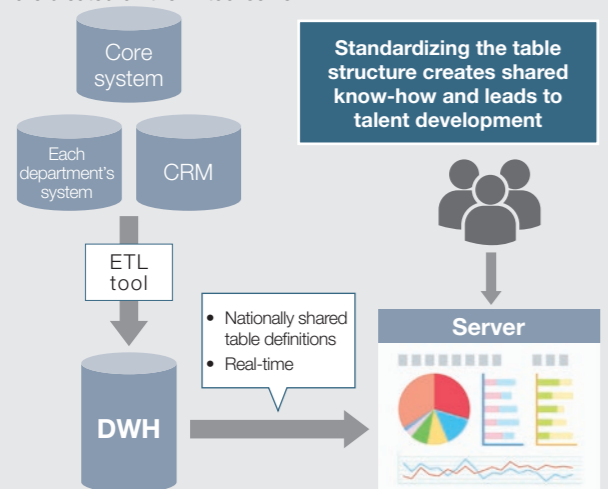 Core
system
Standardizing the table
structure creates shared
know-how and leads to
talent development
Each
department's
system
CRM
ETL
tool
• Nationally shared
table definitions
• Real-time
Server
DWH